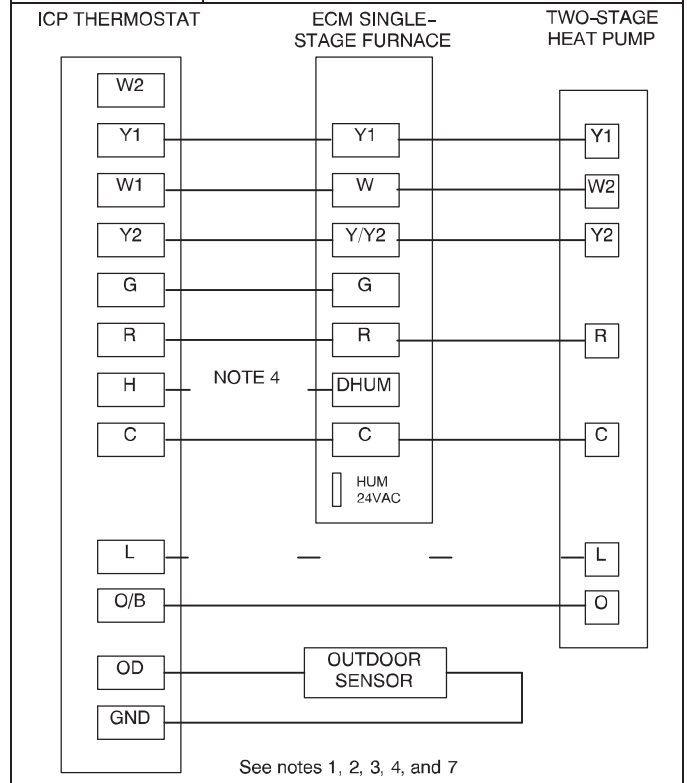 ICP THERMOSTAT
ECM SINGLE–
STAGE FURNACE
TWO–STAGE
HEAT PUMP
W2
Y1 Y1 Y1
W1 W W2
Y2 Y/Y2 Y2
G G
R R R
H NOTE 4 DHUM
C C C
HUM
24VAC
L L
O/B O
OD OUTDOOR
SENSOR
GND
See notes 1, 2, 3, 4, and 7